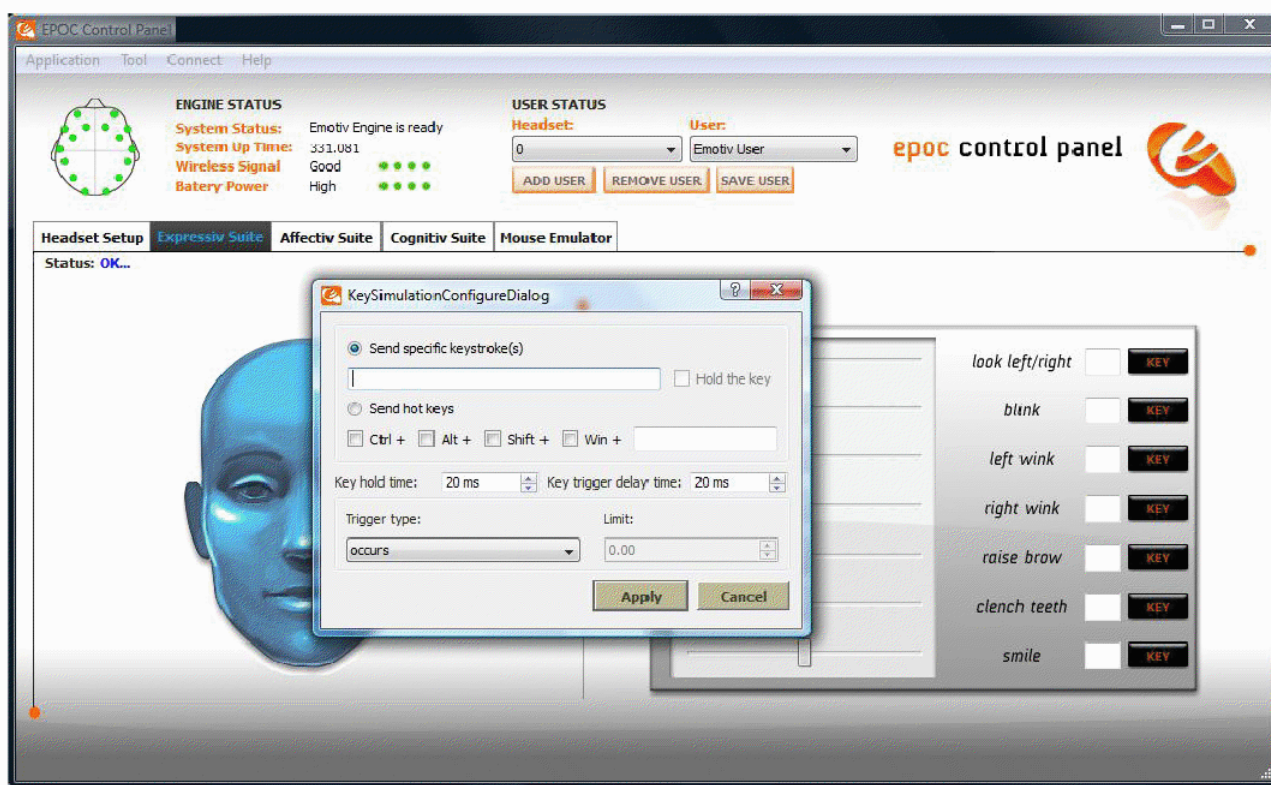 EPOC Control Panel
Application Tool Connect Help
ENGINE STATUS
System Status: Emotiv Engine is ready
System Up Time: 331.081
Wireless Signal Good
Batery Power High
USER STATUS
Headset: User:
0 Emotiv User
ADD USER REMOVE USER SAVE USER
epoc control panel
Headset Setup Expressiv Suite Affectiv Suite Cognitiv Suite Mouse Emulator
Status: OK...
KeySimulationConfigureDialog
Send specific keystroke(s)
Hold the key
Send hot keys
Ctrl + Alt + Shift + Win +
Key hold time: 20 ms Key trigger delay time: 20 ms
Trigger type: Limit:
occurs 0.00
Apply Cancel
look left/right KEY
blink KEY
left wink KEY
right wink KEY
raise brow KEY
clench teeth KEY
smile KEY